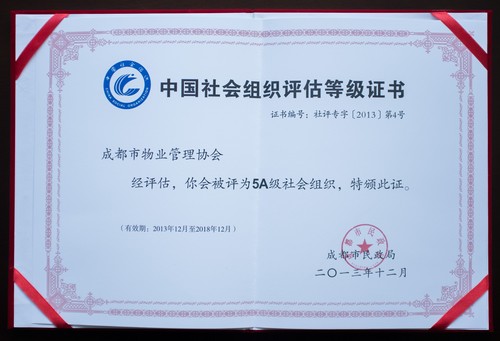 中国社会组织评估等级证书
证书编号：社评专字［2013］第4号
成都市物业管理协会
经评估，你会被评为5A级社会组织，特颁此证。
（有效期：2013年12月至2018年12月）
成都市民政局
二〇一三年十二月